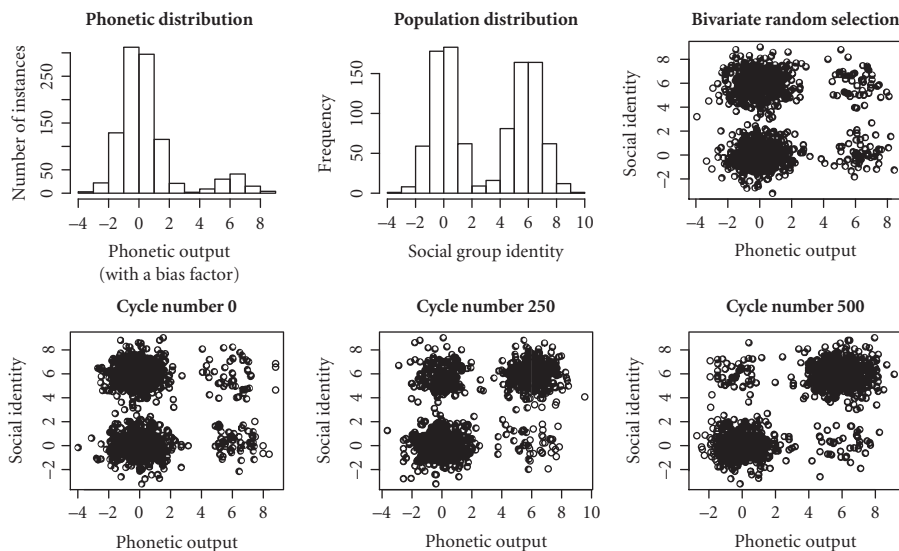 Phonetic distribution
Number of instances
0 50 150 250
−4 −2 0 2 4 6 8
Phonetic output
(with a bias factor)
Population distribution
Frequency
0 50 100 150
−4 −2 0 2 4 6 8 10
Social group identity
Bivariate random selection
Social identity
−2 0 2 4 6 8
−4 −2 0 2 4 6 8
Phonetic output
Cycle number 0
Social identity
−2 0 2 4 6 8
−4 −2 0 2 4 6 8
Phonetic output
Cycle number 250
Social identity
−2 0 2 4 6 8
−4 −2 0 2 4 6 8 10
Phonetic output
Cycle number 500
Social identity
−2 0 2 4 6 8
−2 0 2 4 6 8
Phonetic output